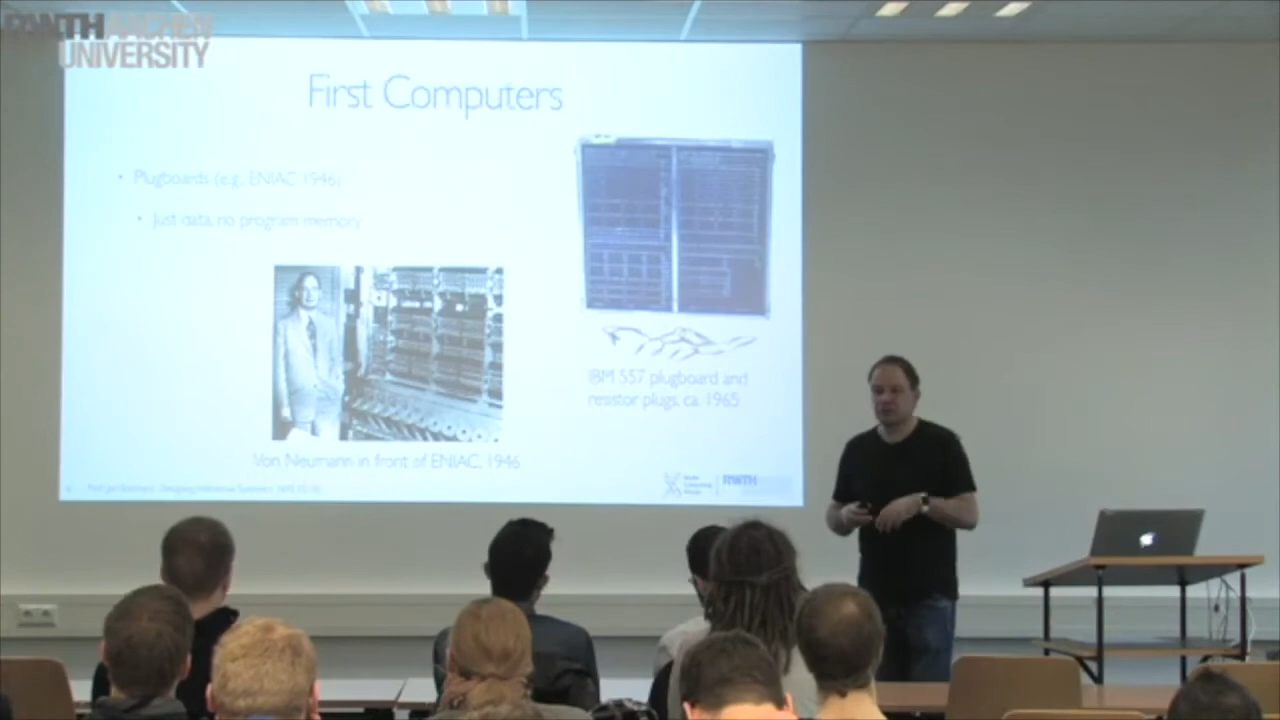 RWTH AACHEN
UNIVERSITY
First Computers
• Plugboards (e.g., ENIAC 1946)
• Just data, no program memory
IBM 557 plugboard and
resistor plugs, ca. 1965
Von Neumann in front of ENIAC, 1946
RWTH